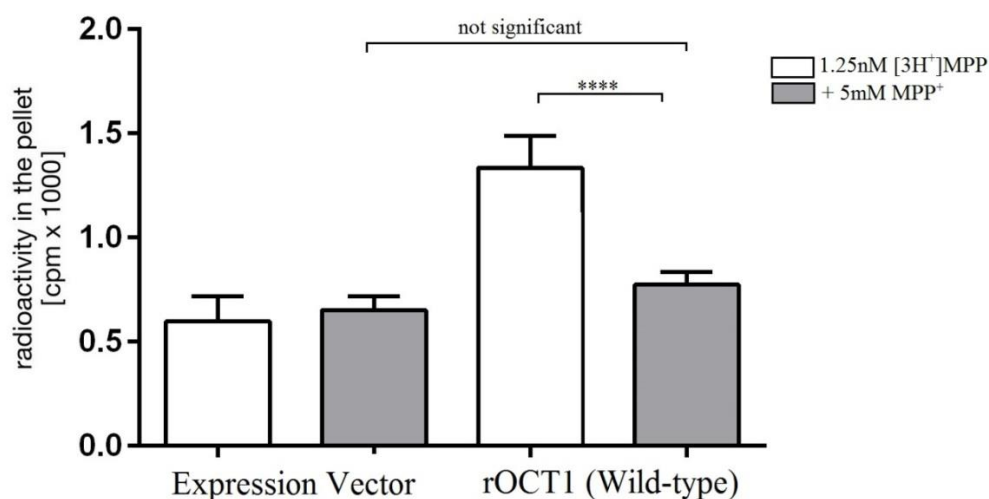 not significant
****
1.25nM [3H⁺]MPP
+ 5mM MPP⁺
radioactivity in the pellet
[cpm x 1000]
2.0
1.5
1.0
0.5
0.0
Expression Vector
rOCT1 (Wild-type)